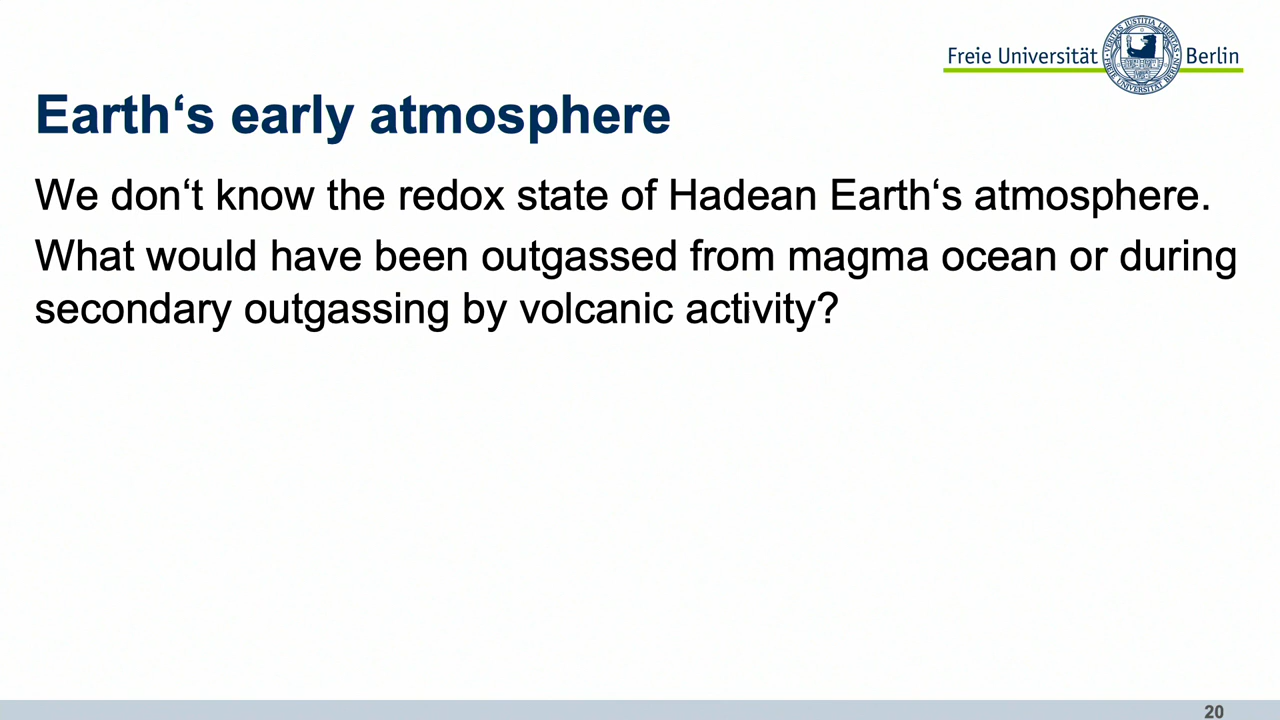 Freie Universität Berlin
Earth‘s early atmosphere
We don‘t know the redox state of Hadean Earth‘s atmosphere.
What would have been outgassed from magma ocean or during
secondary outgassing by volcanic activity?
20